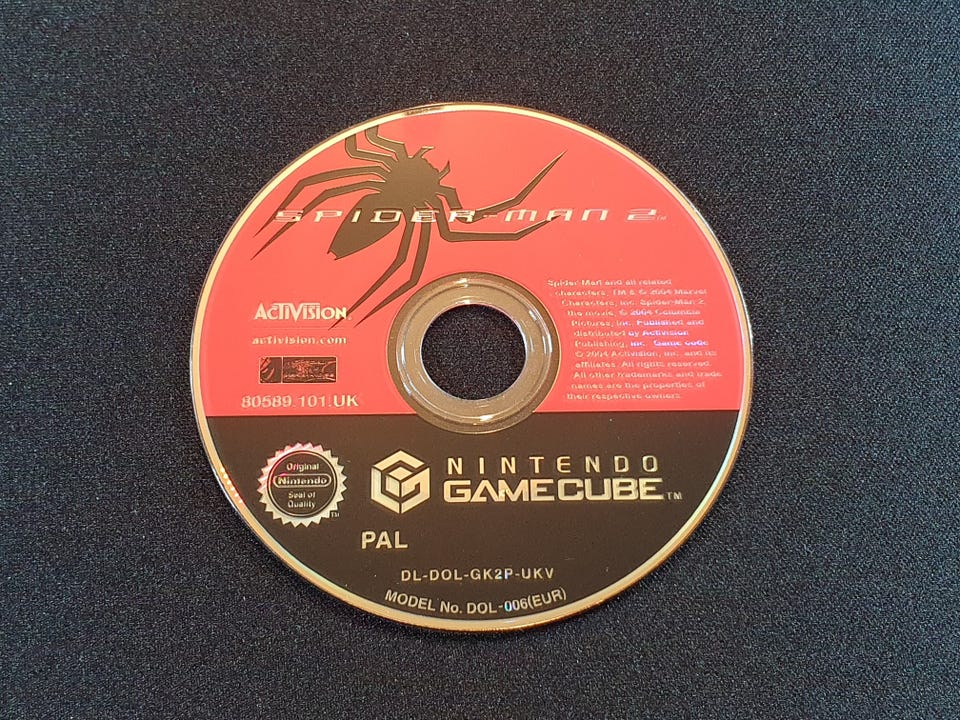 SPIDER-MAN 2™
ACTIVISION®
activision.com
80589.101.UK
Spider-Man and all related
characters: TM & © 2004 Marvel
Characters, Inc. Spider-Man 2,
the movie, © 2004 Columbia
Pictures, Inc. Published and
distributed by Activision
Publishing, Inc. Game code
© 2004 Activision, Inc. and its
affiliates. All rights reserved.
All other trademarks and trade
names are the properties of
their respective owners.
Original
Nintendo
Seal of
Quality
TM
NINTENDO
GAMECUBE™
PAL
DL-DOL-GK2P-UKV
MODEL No. DOL-006(EUR)